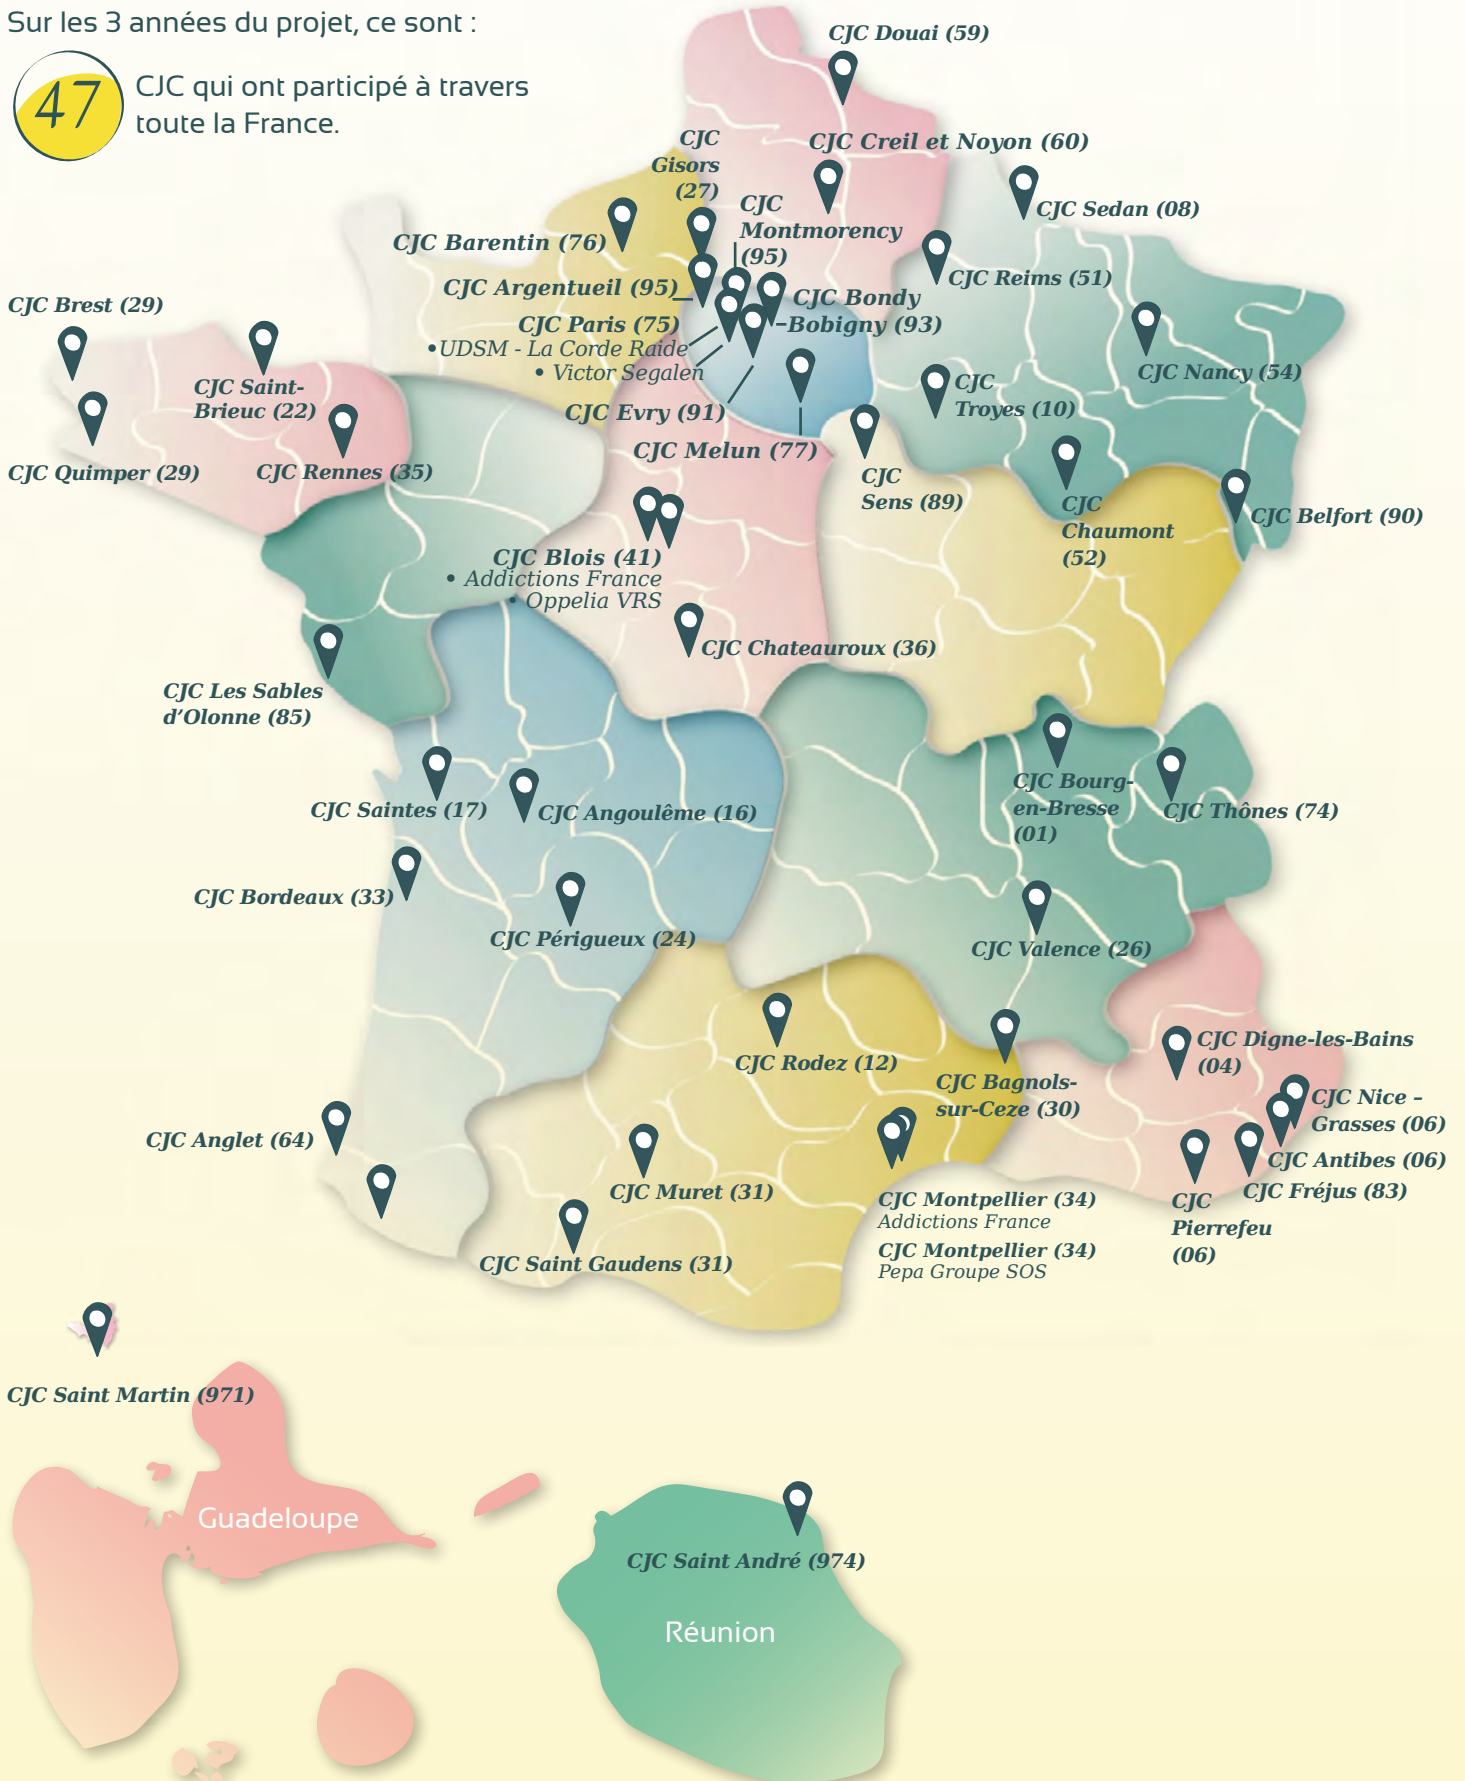 Sur les 3 années du projet, ce sont :
47
CJC qui ont participé à travers
toute la France.
CJC Douai (59)
CJC
Gisors
(27)
CJC Creil et Noyon (60)
CJC Sedan (08)
CJC
Montmorency
(95)
CJC Barentin (76)
CJC Reims (51)
CJC Argentueil (95)
CJC Bondy
Bobigny (93)
CJC Brest (29)
CJC Paris (75)
•UDSM - La Corde Raide
• Victor Segalen
CJC Nancy (54)
CJC Saint-
Brieuc (22)
CJC
Troyes (10)
CJC Evry (91)
CJC Melun (77)
CJC Quimper (29)
CJC Rennes (35)
CJC
Sens (89)
CJC
Chaumont
(52)
CJC Belfort (90)
CJC Blois (41)
• Addictions France
• Oppelia VRS
CJC Chateauroux (36)
CJC Les Sables
d’Olonne (85)
CJC Bourg-
en-Bresse
(01)
CJC Thônes (74)
CJC Saintes (17)
CJC Angoulême (16)
CJC Bordeaux (33)
CJC Périgueux (24)
CJC Valence (26)
CJC Rodez (12)
CJC Bagnols-
sur-Ceze (30)
CJC Digne-les-Bains
(04)
CJC Nice –
Grasses (06)
CJC Antibes (06)
CJC Fréjus (83)
CJC
Pierrefeu
(06)
CJC Anglet (64)
CJC Muret (31)
CJC Montpellier (34)
Addictions France
CJC Montpellier (34)
Pepa Groupe SOS
CJC Saint Gaudens (31)
CJC Saint Martin (971)
Guadeloupe
CJC Saint André (974)
Réunion